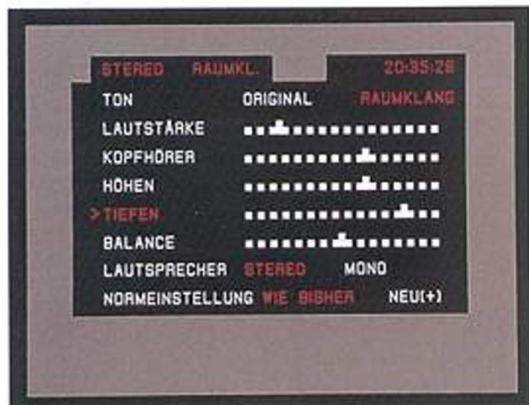 STEREO RAUMKL. 20:35:26
TON ORIGINAL RAUMKLANG
LAUTSTÄRKE
KOPFHÖRER
HÖHEN
>TIEFEN
BALANCE
LAUTSPRECHER STEREO MONO
NORMEINSTELLUNG WIE BISHER NEU(+)